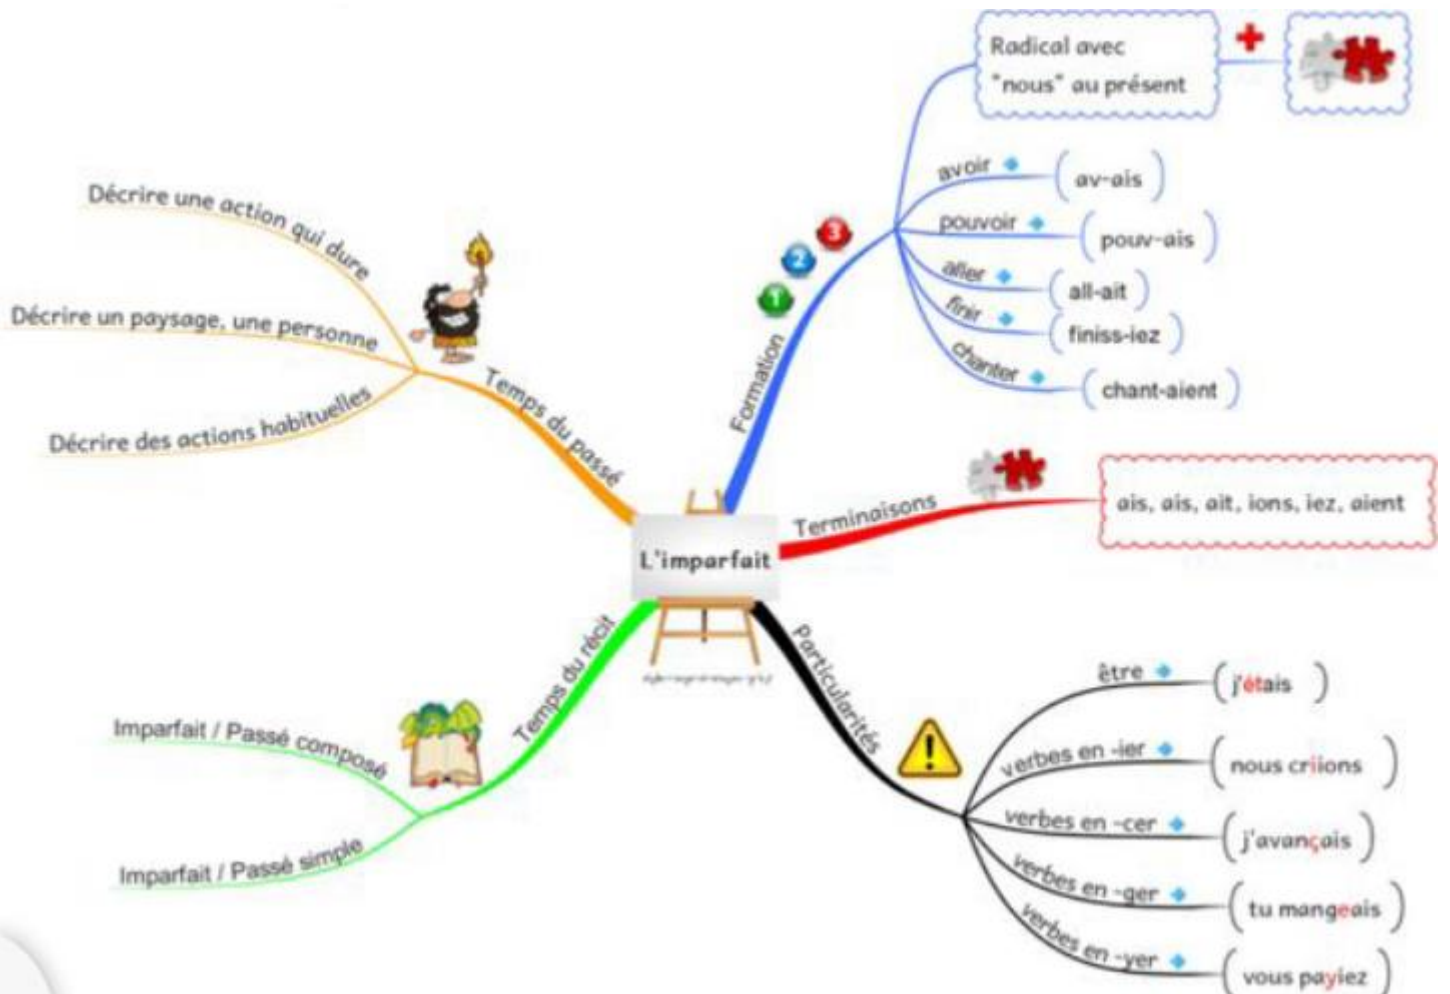 L'imparfait
Formation
1
2
3
Radical avec
"nous" au présent
avoir
av-ais
pouvoir
pouv-ais
aller
all-ait
finir
finiss-iez
chanter
chant-aient
Terminaisons
ais, ais, ait, ions, iez, aient
Particularités
être
j'étais
verbes en -ier
nous criions
verbes en -cer
j'avançais
verbes en -ger
tu mangeais
verbes en -yer
vous payiez
Temps du récit
Imparfait / Passé composé
Imparfait / Passé simple
Temps du passé
Décrire une action qui dure
Décrire un paysage, une personne
Décrire des actions habituelles